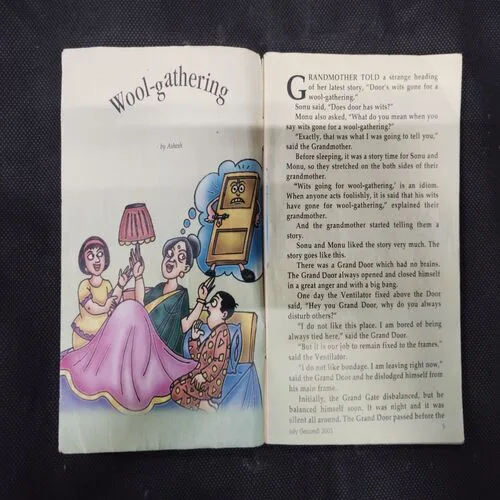 Wool-gathering
by Ashesh
GRANDMOTHER TOLD a strange heading
of her latest story, "Door's wits gone for a
wool-gathering."
Sonu said, "Does door has wits?"
Monu also asked, "What do you mean when you
say wits gone for a wool-gathering?"
"Exactly, that was what I was going to tell you,"
said the Grandmother.
Before sleeping, it was a story time for Sonu and
Monu, so they stretched on the both sides of their
grandmother.
"'Wits going for wool-gathering,' is an idiom.
When anyone acts foolishly, it is said that his wits
have gone for wool-gathering," explained their
grandmother.
And the grandmother started telling them a
story.
Sonu and Monu liked the story very much. The
story goes like this.
There was a Grand Door which had no brains.
The Grand Door always opened and closed himself
in a great anger and with a big bang.
One day the Ventilator fixed above the Door
said, "Hey you Grand Door, why do you always
disturb others?"
"I do not like this place. I am bored of being
always tied here," said the Grand Door.
"But it is our job to remain fixed to the frames,"
said the Ventilator.
"I do not like bondage. I am leaving right now,"
said the Grand Door and he dislodged himself from
his main frame.
Initially, the Grand Gate disbalanced, but he
balanced himself soon. It was night and it was
silent all around. The Grand Door passed before the
July (Second) 2003
5